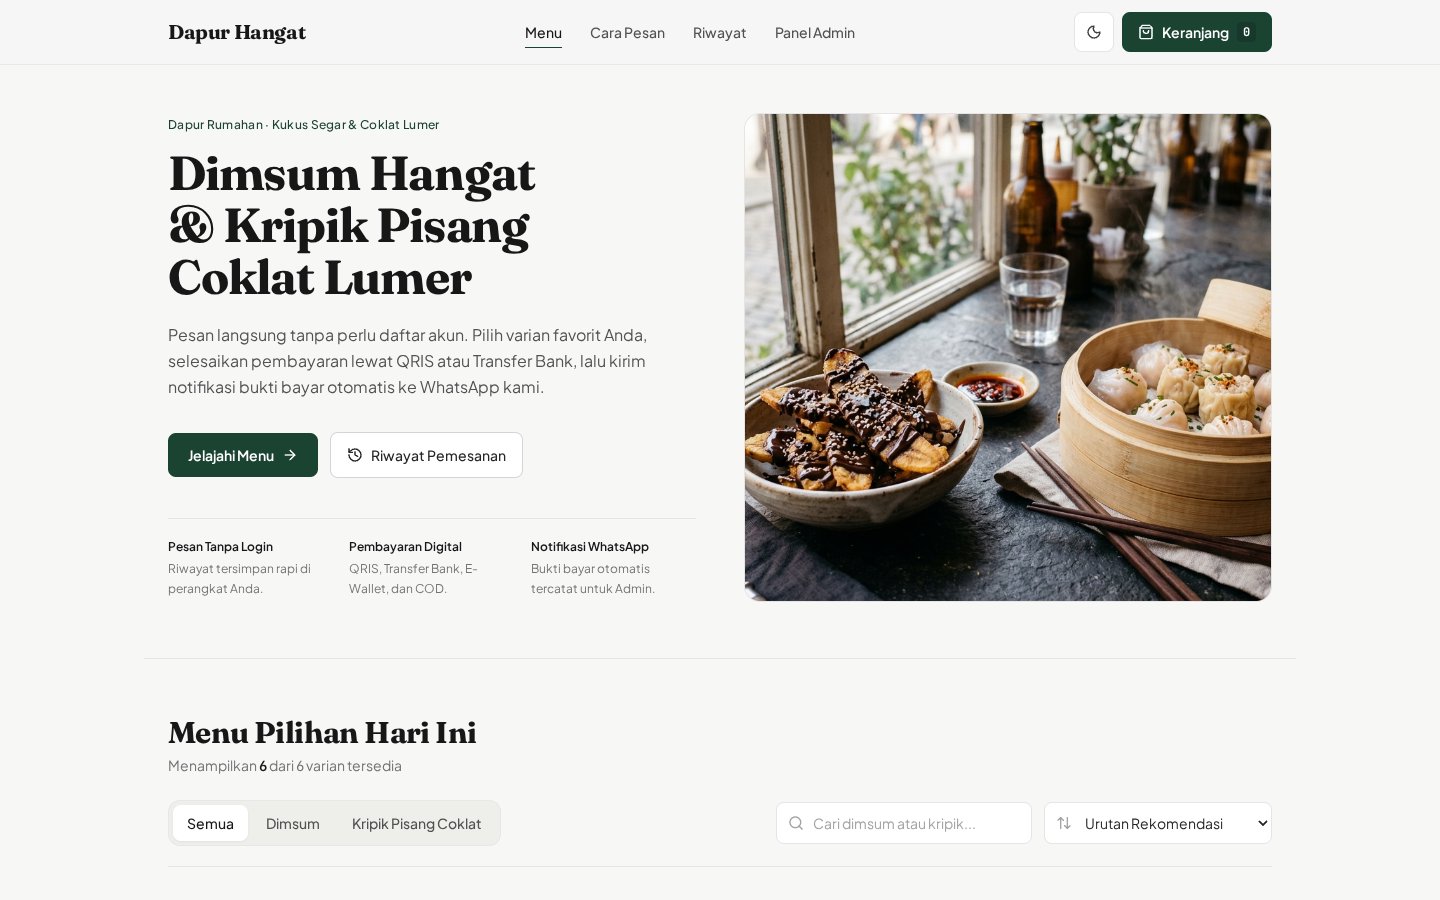 Dapur Hangat
Menu
Cara Pesan
Riwayat
Panel Admin
Keranjang 0
Dapur Rumahan · Kukus Segar & Coklat Lumer
Dimsum Hangat
& Kripik Pisang
Coklat Lumer
Pesan langsung tanpa perlu daftar akun. Pilih varian favorit Anda,
selesaikan pembayaran lewat QRIS atau Transfer Bank, lalu kirim
notifikasi bukti bayar otomatis ke WhatsApp kami.
Jelajahi Menu
Riwayat Pemesanan
Pesan Tanpa Login
Riwayat tersimpan rapi di
perangkat Anda.
Pembayaran Digital
QRIS, Transfer Bank, E-
Wallet, dan COD.
Notifikasi WhatsApp
Bukti bayar otomatis
tercatat untuk Admin.
Menu Pilihan Hari Ini
Menampilkan 6 dari 6 varian tersedia
Semua
Dimsum
Kripik Pisang Coklat
Cari dimsum atau kripik...
Urutan Rekomendasi